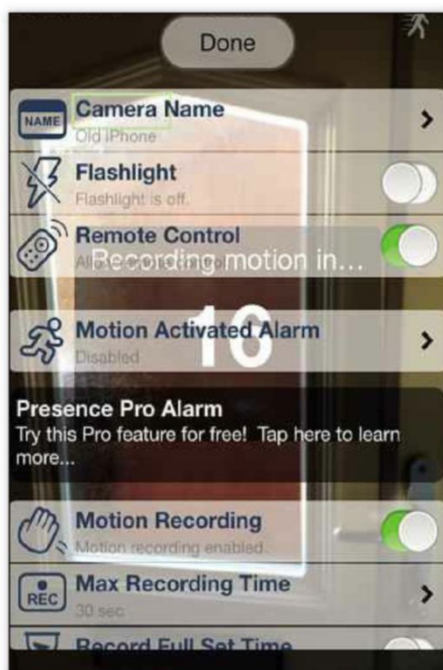 Done
NAME
Camera Name
Old iPhone
Flashlight
Flashlight is off.
Remote Control
Recording motion in...
16
Motion Activated Alarm
Disabled
Presence Pro Alarm
Try this Pro feature for free! Tap here to learn
more...
Motion Recording
Motion recording enabled.
REC
Max Recording Time
30 sec
Record Full Set Time